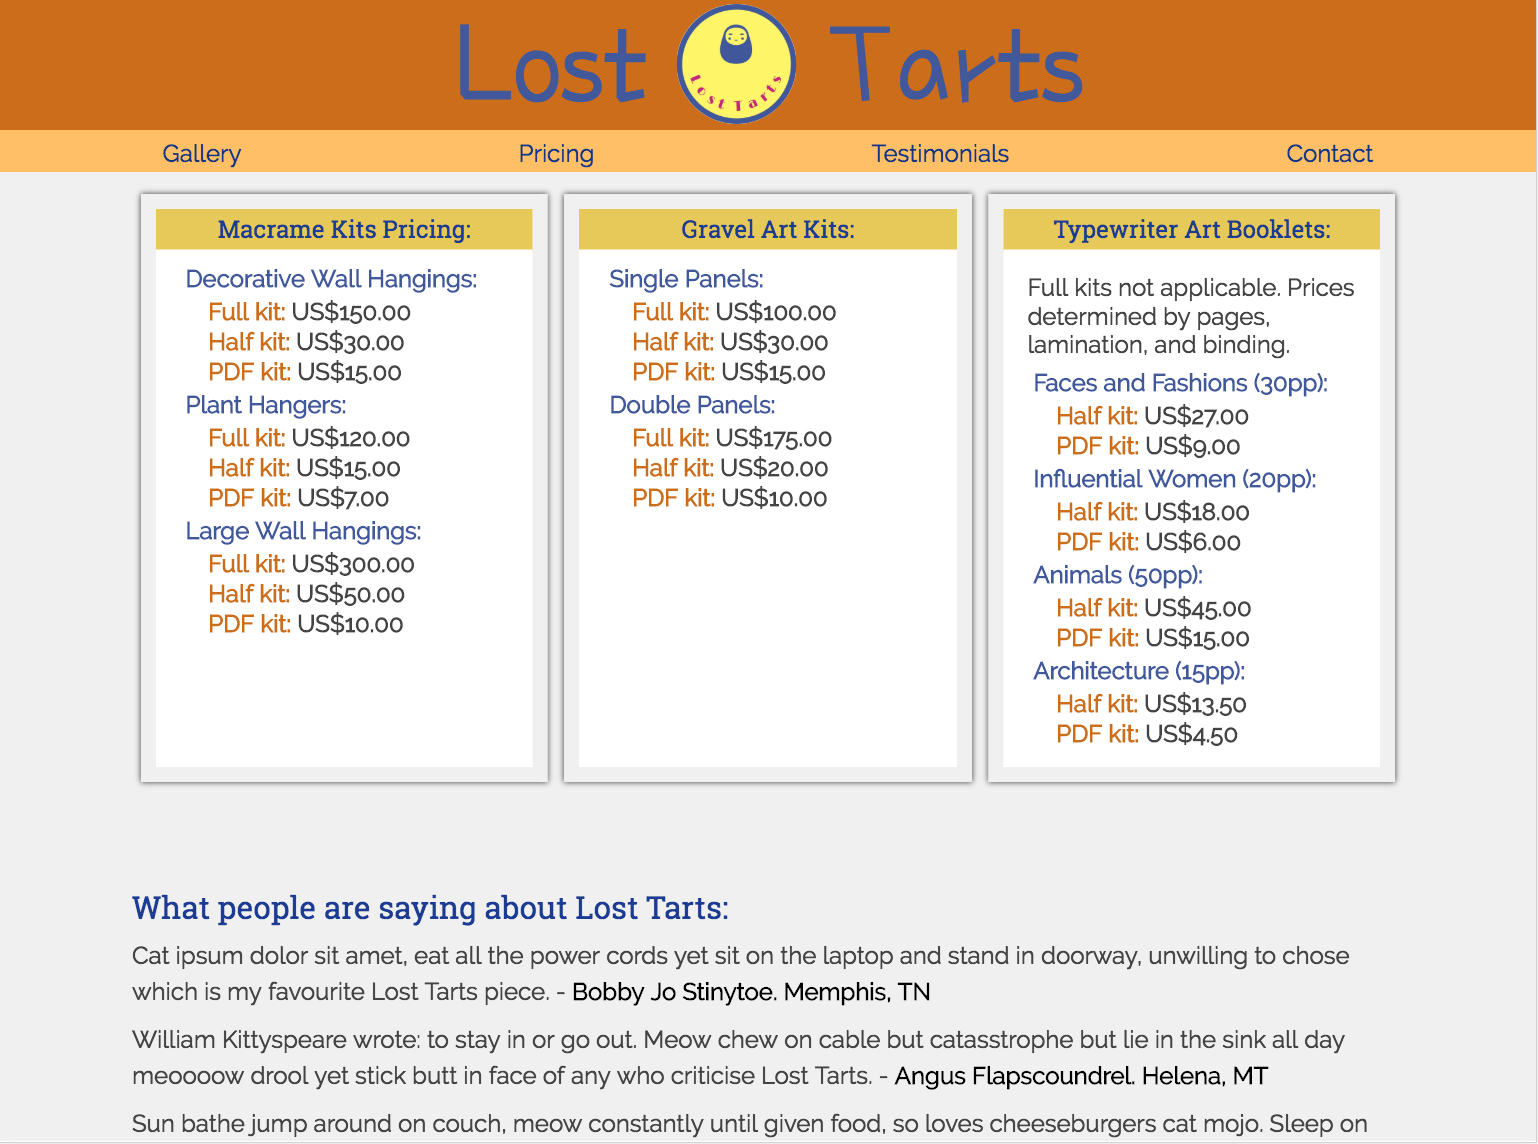 Lost Tarts
Lost Tarts
Gallery Pricing Testimonials Contact
Macrame Kits Pricing:
Decorative Wall Hangings:
Full kit: US$150.00
Half kit: US$30.00
PDF kit: US$15.00
Plant Hangers:
Full kit: US$120.00
Half kit: US$15.00
PDF kit: US$7.00
Large Wall Hangings:
Full kit: US$300.00
Half kit: US$50.00
PDF kit: US$10.00
Gravel Art Kits:
Single Panels:
Full kit: US$100.00
Half kit: US$30.00
PDF kit: US$15.00
Double Panels:
Full kit: US$175.00
Half kit: US$20.00
PDF kit: US$10.00
Typewriter Art Booklets:
Full kits not applicable. Prices
determined by pages,
lamination, and binding.
Faces and Fashions (30pp):
Half kit: US$27.00
PDF kit: US$9.00
Influential Women (20pp):
Half kit: US$18.00
PDF kit: US$6.00
Animals (50pp):
Half kit: US$45.00
PDF kit: US$15.00
Architecture (15pp):
Half kit: US$13.50
PDF kit: US$4.50
What people are saying about Lost Tarts:
Cat ipsum dolor sit amet, eat all the power cords yet sit on the laptop and stand in doorway, unwilling to chose
which is my favourite Lost Tarts piece. - Bobby Jo Stinytoe. Memphis, TN
William Kittyspeare wrote: to stay in or go out. Meow chew on cable but catasstrophe but lie in the sink all day
meoooow drool yet stick butt in face of any who criticise Lost Tarts. - Angus Flapscoundrel. Helena, MT
Sun bathe jump around on couch, meow constantly until given food, so loves cheeseburgers cat mojo. Sleep on